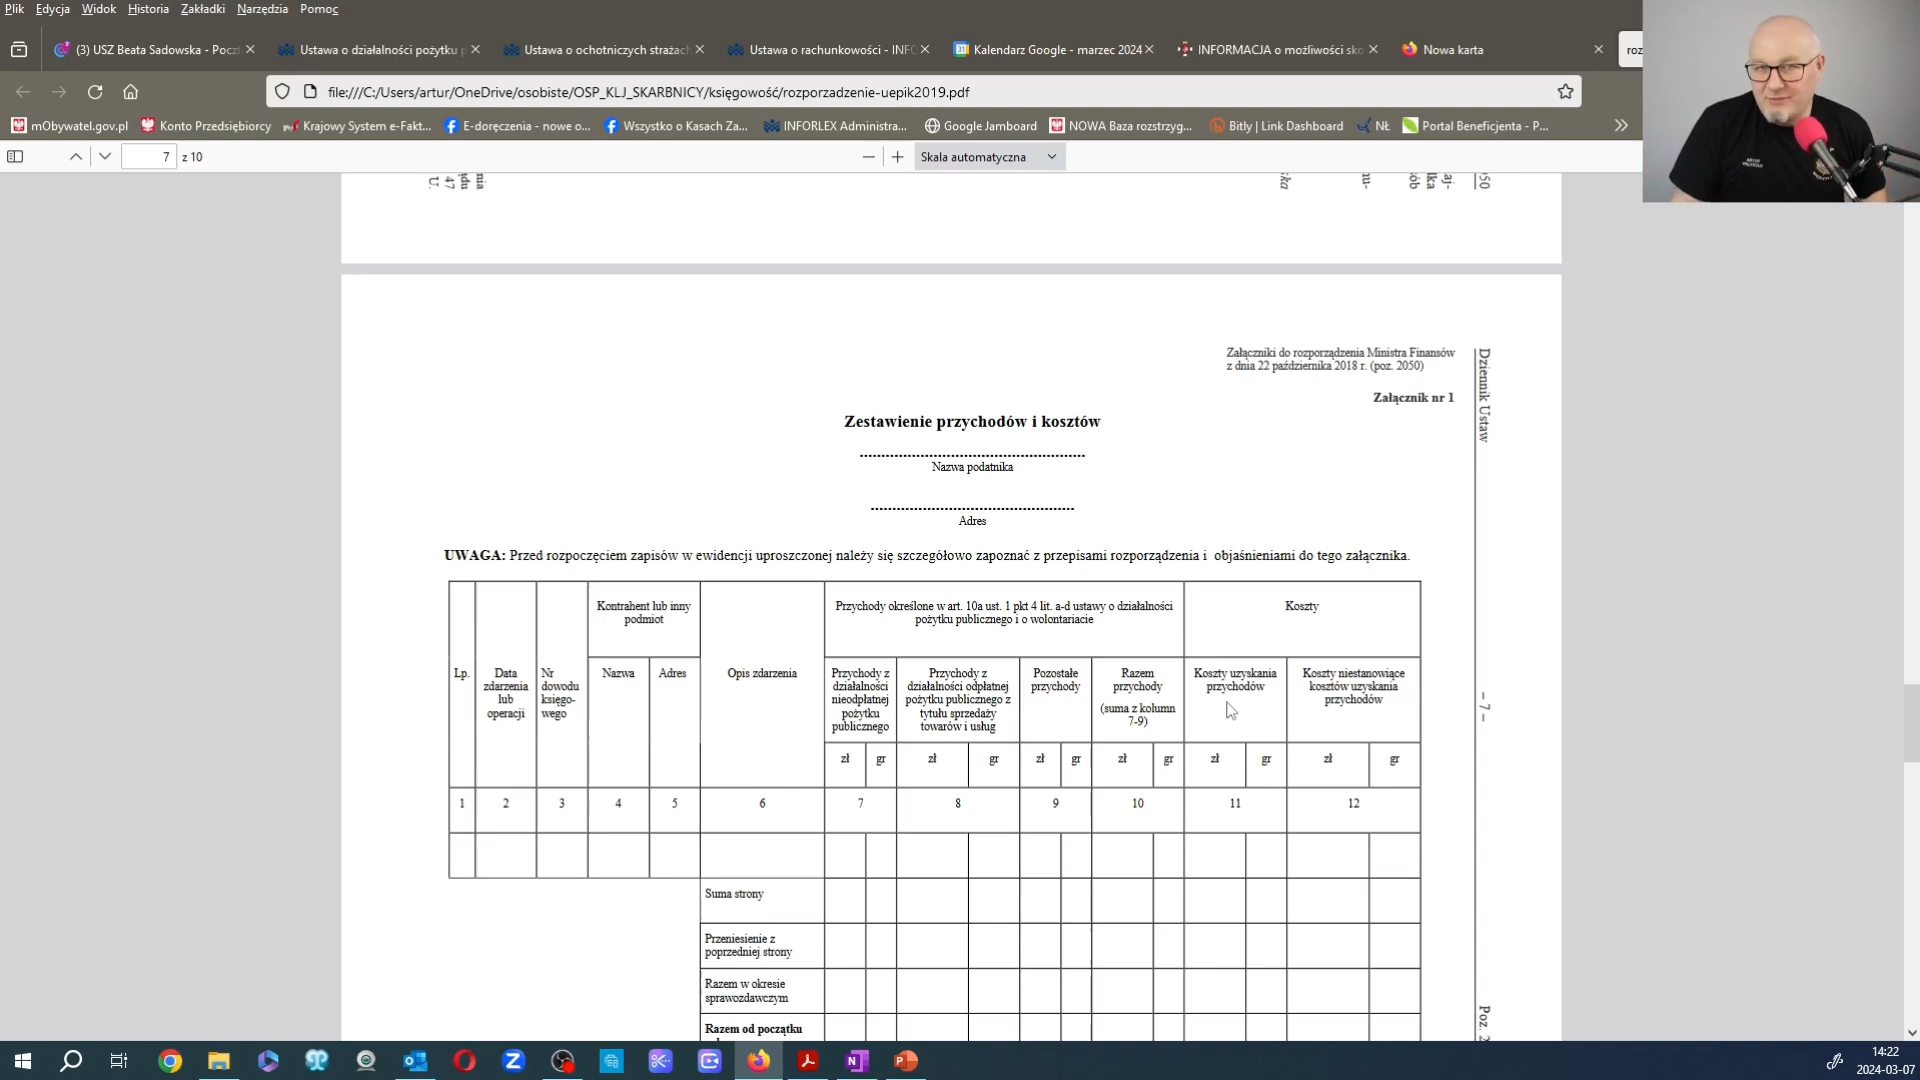 Plik Edycja Widok Historia Zakładki Narzędzia Pomoc
(3) USZ Beata Sadowska - Poczt
Ustawa o działalności pożytku p
Ustawa o ochotniczych strażach
Ustawa o rachunkowości - INFO
Kalendarz Google - marzec 2024
INFORMACJA o możliwości sko
Nowa karta
roz
file:///C:/Users/artur/OneDrive/osobiste/OSP_KLJ_SKARBNICY/księgowość/rozporzadzenie-uepik2019.pdf
mObywatel.gov.pl
Konto Przedsiębiorcy
Krajowy System e-Fakt...
E-doręczenia - nowe o...
Wszystko o Kasach Za...
INFORLEX Administra...
Google Jamboard
NOWA Baza rozstrzyg...
Bitly | Link Dashboard
NŁ
Portal Beneficjenta - P...
7 z 10
Skala automatyczna
Załączniki do rozporządzenia Ministra Finansów
z dnia 22 października 2018 r. (poz. 2050)
Załącznik nr 1
Dziennik Ustaw
– 7 –
Poz. 2
Zestawienie przychodów i kosztów
Nazwa podatnika
Adres
UWAGA: Przed rozpoczęciem zapisów w ewidencji uproszczonej należy się szczegółowo zapoznać z przepisami rozporządzenia i objaśnieniami do tego załącznika.
Kontrahent lub inny
podmiot
Przychody określone w art. 10a ust. 1 pkt 4 lit. a-d ustawy o działalności
pożytku publicznego i o wolontariacie
Koszty
Lp.
Data
zdarzenia
lub
operacji
Nr
dowodu
księgo-
wego
Nazwa
Adres
Opis zdarzenia
Przychody z
działalności
nieodpłatnej
pożytku
publicznego
Przychody z
działalności odpłatnej
pożytku publicznego z
tytułu sprzedaży
towarów i usług
Pozostałe
przychody
Razem
przychody
(suma z kolumn
7-9)
Koszty uzyskania
przychodów
Koszty niestanowiące
kosztów uzyskania
przychodów
zł gr zł gr zł gr zł gr zł gr zł gr
1 2 3 4 5 6 7 8 9 10 11 12
Suma strony
Przeniesienie z
poprzedniej strony
Razem w okresie
sprawozdawczym
Razem od początku
14:22
2024-03-07